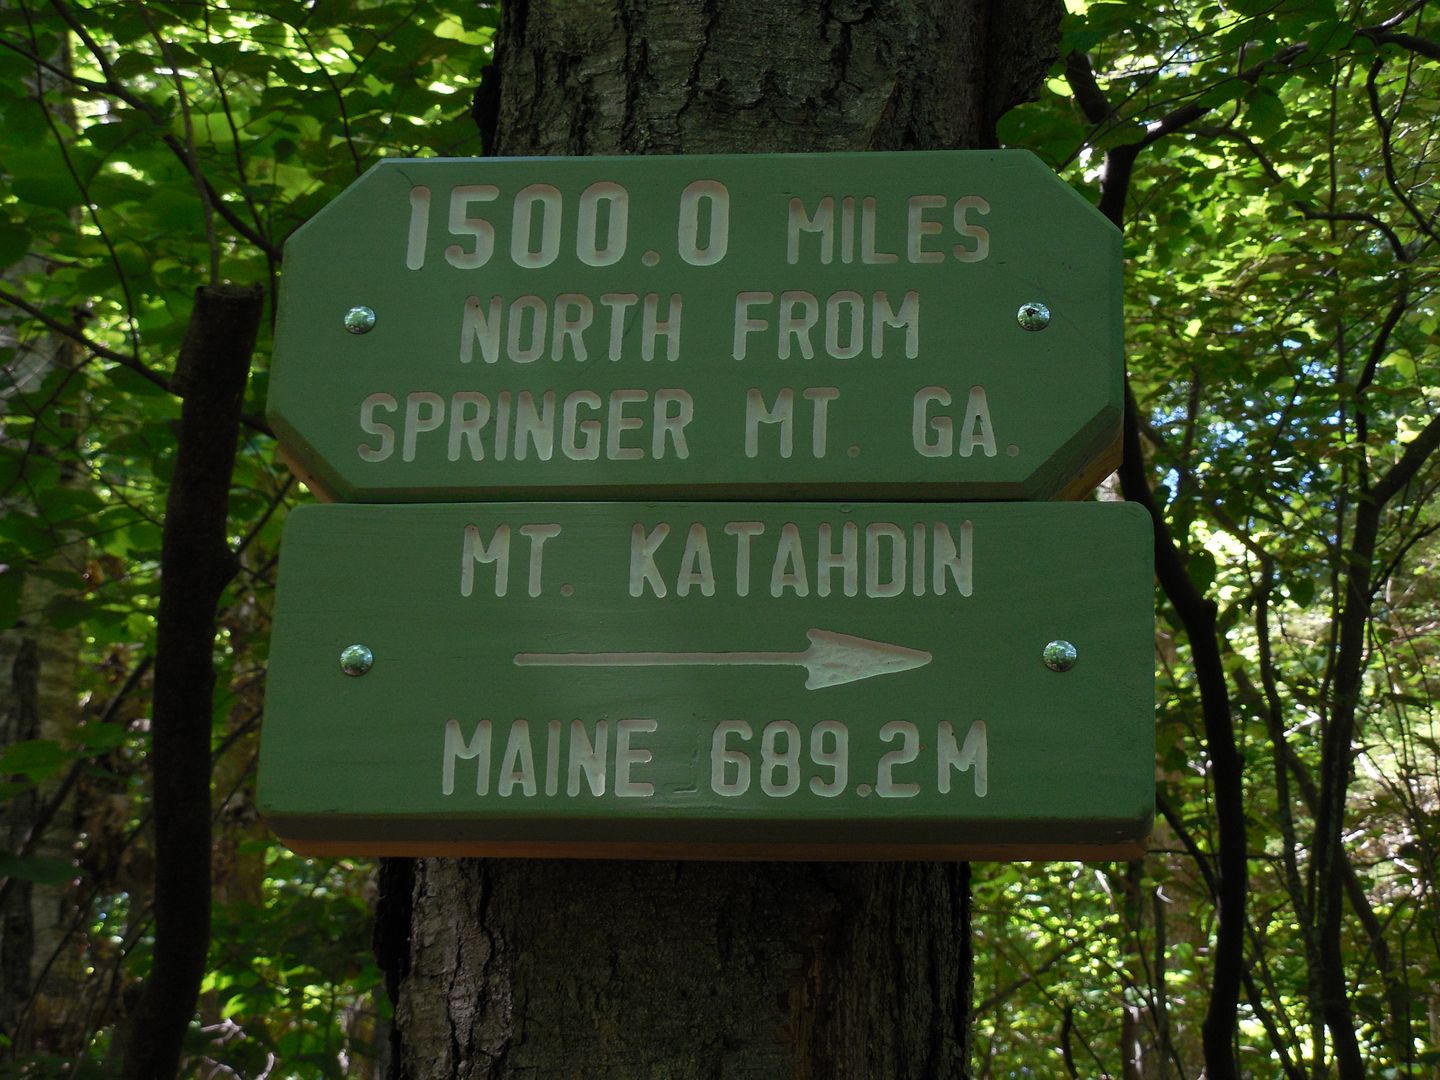 1500.0 MILES
NORTH FROM
SPRINGER MT. GA.
MT. KATAHDIN
MAINE 689.2M